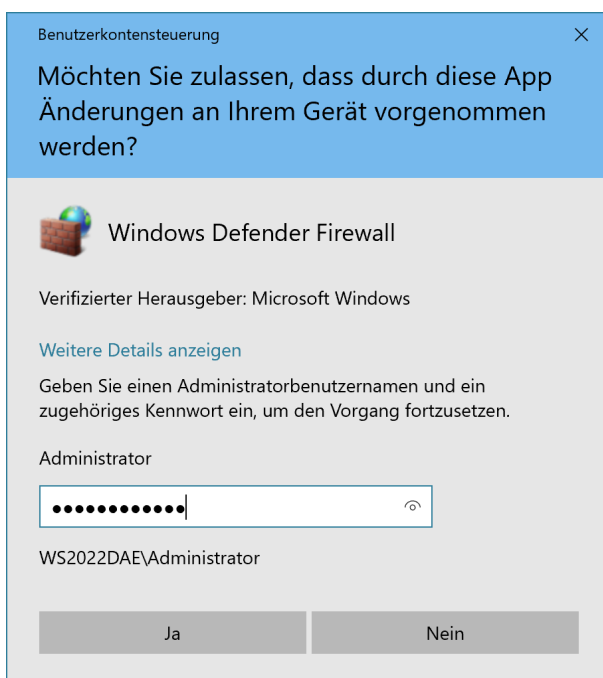 Benutzerkontensteuerung
Möchten Sie zulassen, dass durch diese App
Änderungen an Ihrem Gerät vorgenommen
werden?
Windows Defender Firewall
Verifizierter Herausgeber: Microsoft Windows
Weitere Details anzeigen
Geben Sie einen Administratorbenutzernamen und ein
zugehöriges Kennwort ein, um den Vorgang fortzusetzen.
Administrator
●●●●●●●●●●●●
WS2022DAE\Administrator
Ja
Nein